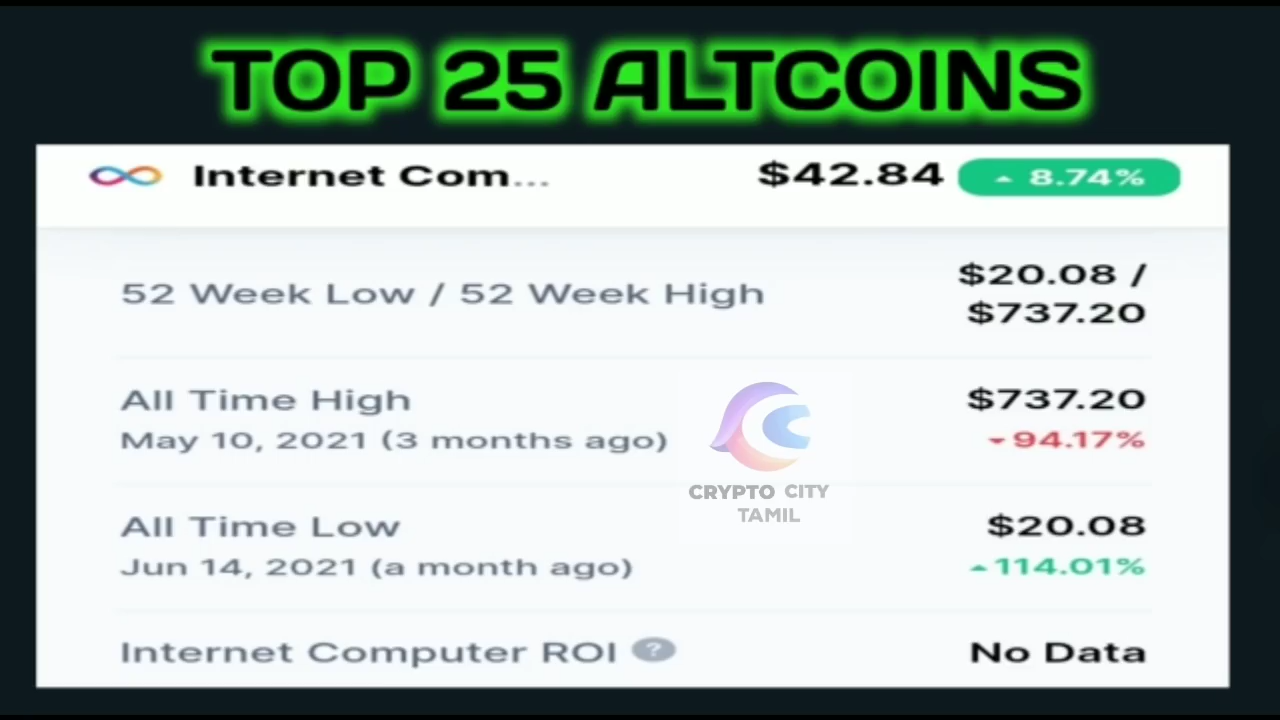 TOP 25 ALTCOINS
Internet Com... $42.84 8.74%
52 Week Low / 52 Week High $20.08 /
$737.20
All Time High $737.20
May 10, 2021 (3 months ago) 94.17%
CRYPTO CITY
TAMIL
All Time Low $20.08
Jun 14, 2021 (a month ago) 114.01%
Internet Computer ROI ? No Data